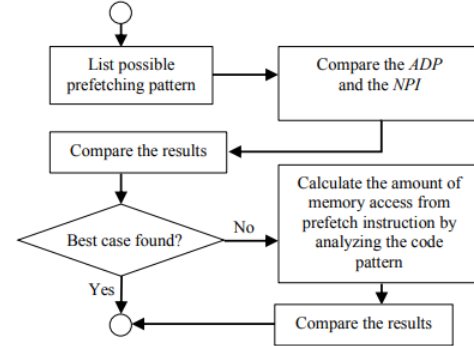 List possible
prefetching pattern
Compare the ADP
and the NPI
Compare the results
Best case found?
No
Yes
Calculate the amount of
memory access from
prefetch instruction by
analyzing the code
pattern
Compare the results